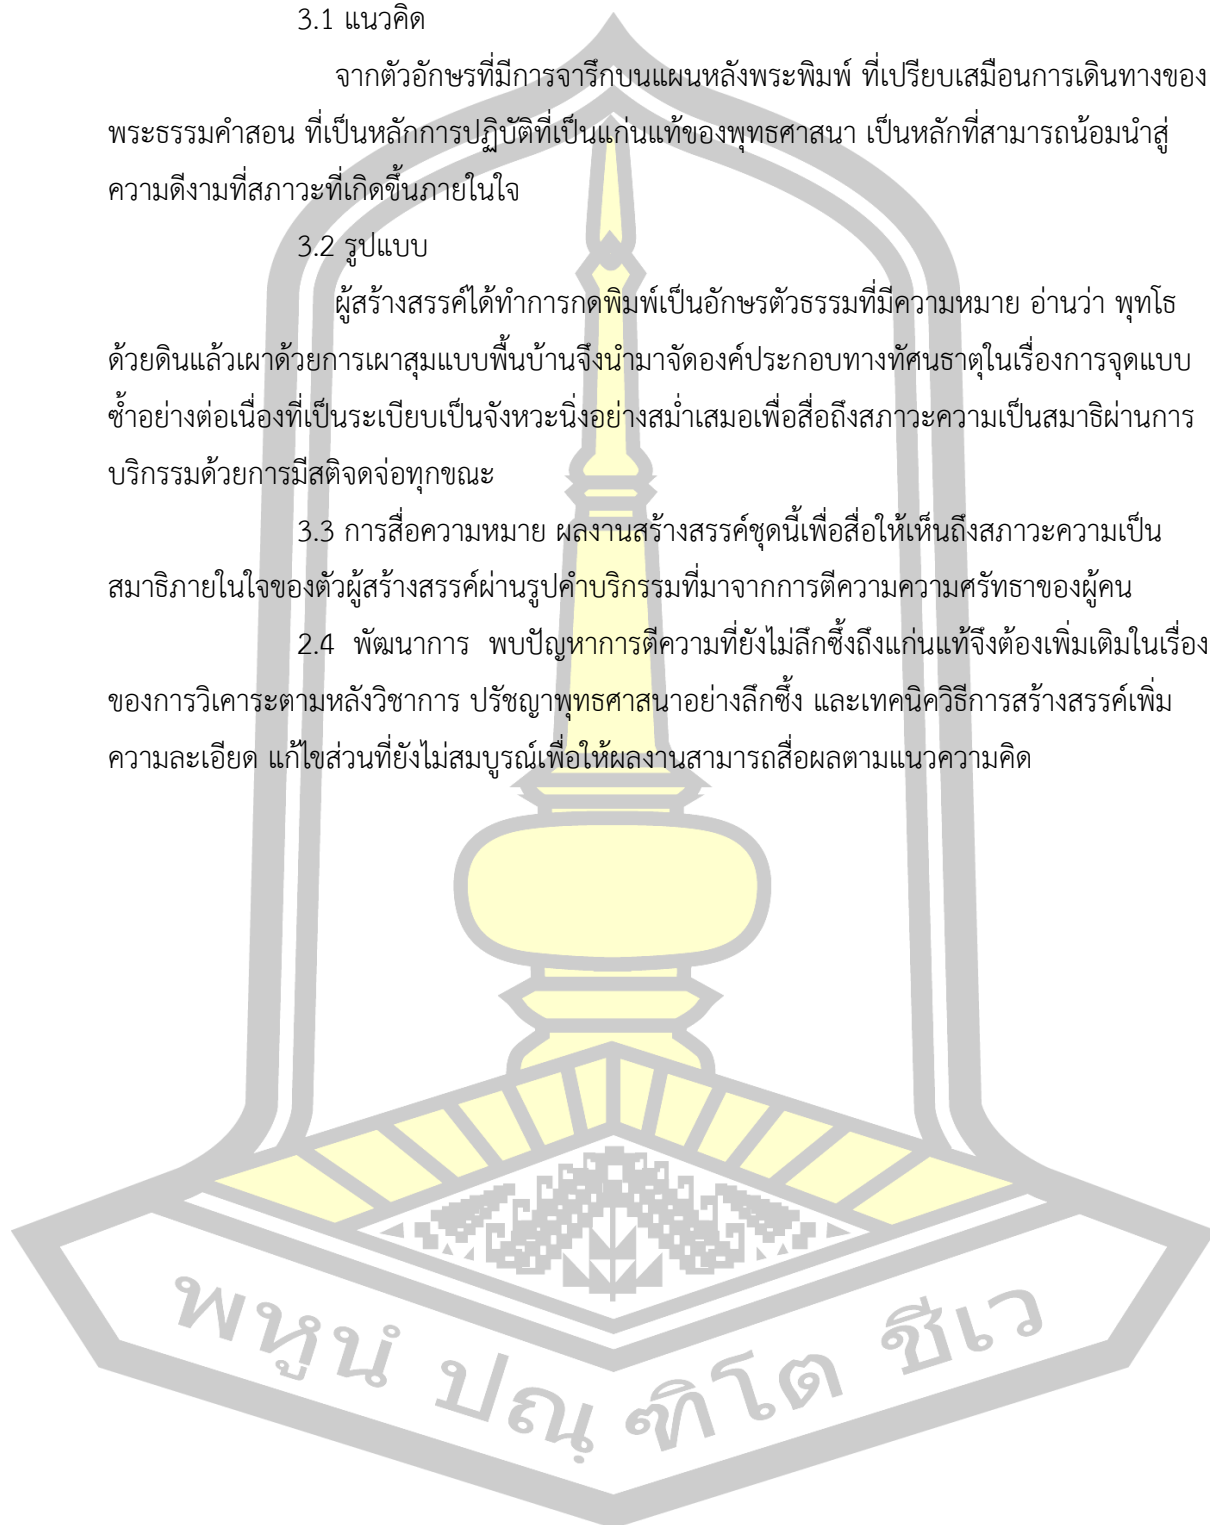 3.1 แนวคิด
จากตัวอักษรที่มีการจารึกบนแผนหลังพระพิมพ์ ที่เปรียบเสมือนการเดินทางของ
พระธรรมคำสอน ที่เป็นหลักการปฏิบัติที่เป็นแก่นแท้ของพุทธศาสนา เป็นหลักที่สามารถน้อมนำสู่
ความดีงามที่สภาวะที่เกิดขึ้นภายในใจ
3.2 รูปแบบ
ผู้สร้างสรรค์ได้ทำการกดพิมพ์เป็นอักษรตัวธรรมที่มีความหมาย อ่านว่า พุทโธ
ด้วยดินแล้วเผาด้วยการเผาสุมแบบพื้นบ้านจึงนำมาจัดองค์ประกอบทางทัศนธาตุในเรื่องการจุดแบบ
ซ้ำอย่างต่อเนื่องที่เป็นระเบียบเป็นจังหวะนิ่งอย่างสม่ำเสมอเพื่อสื่อถึงสภาวะความเป็นสมาธิผ่านการ
บริกรรมด้วยการมีสติจดจ่อทุกขณะ
3.3 การสื่อความหมาย ผลงานสร้างสรรค์ชุดนี้เพื่อสื่อให้เห็นถึงสภาวะความเป็น
สมาธิภายในใจของตัวผู้สร้างสรรค์ผ่านรูปคำบริกรรมที่มาจากการตีความความศรัทธาของผู้คน
2.4 พัฒนาการ พบปัญหาการตีความที่ยังไม่ลึกซึ้งถึงแก่นแท้จึงต้องเพิ่มเติมในเรื่อง
ของการวิเคาระตามหลังวิชาการ ปรัชญาพุทธศาสนาอย่างลึกซึ้ง และเทคนิควิธีการสร้างสรรค์เพิ่ม
ความละเอียด แก้ไขส่วนที่ยังไม่สมบูรณ์เพื่อให้ผลงานสามารถสื่อผลตามแนวความคิด
พหูนํ ปณฺฑิโต ชีเว